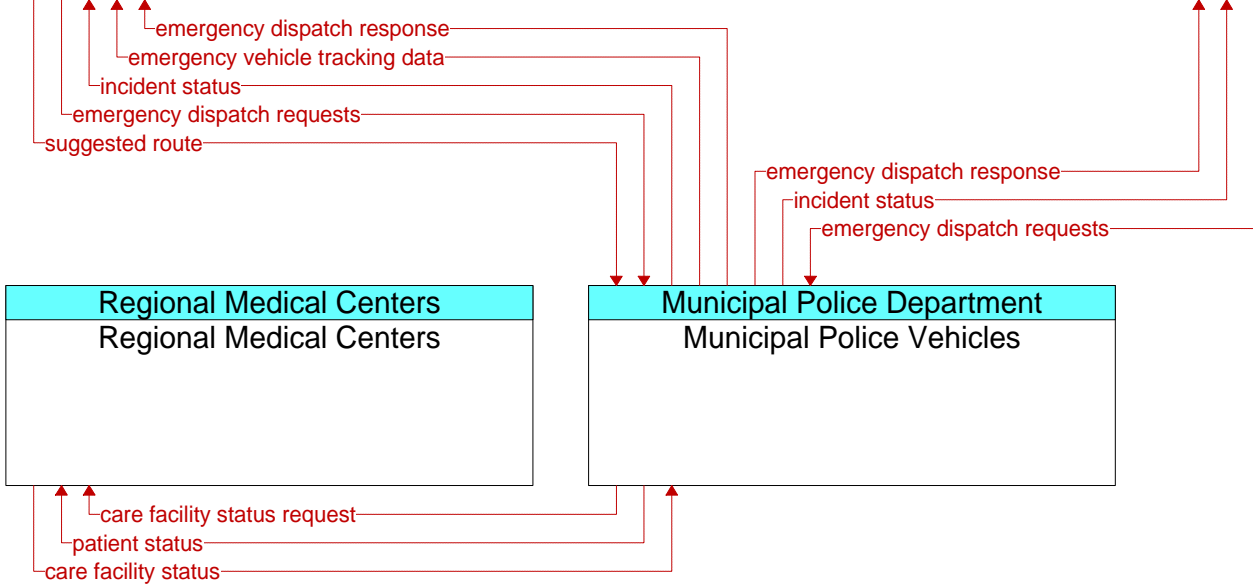 emergency dispatch response
emergency vehicle tracking data
incident status
emergency dispatch requests
suggested route
emergency dispatch response
incident status
emergency dispatch requests
Regional Medical Centers
Regional Medical Centers
Municipal Police Department
Municipal Police Vehicles
care facility status request
patient status
care facility status